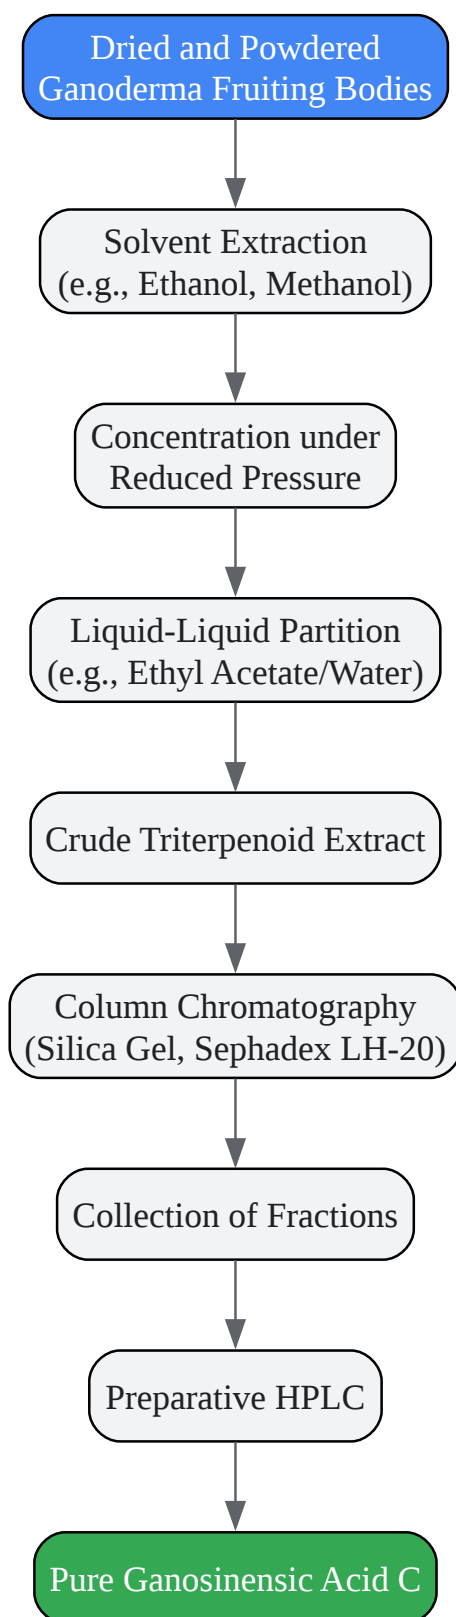 Dried and Powdered
Ganoderma Fruiting Bodies
Solvent Extraction
(e.g., Ethanol, Methanol)
Concentration under
Reduced Pressure
Liquid-Liquid Partition
(e.g., Ethyl Acetate/Water)
Crude Triterpenoid Extract
Column Chromatography
(Silica Gel, Sephadex LH-20)
Collection of Fractions
Preparative HPLC
Pure Ganosinensic Acid C